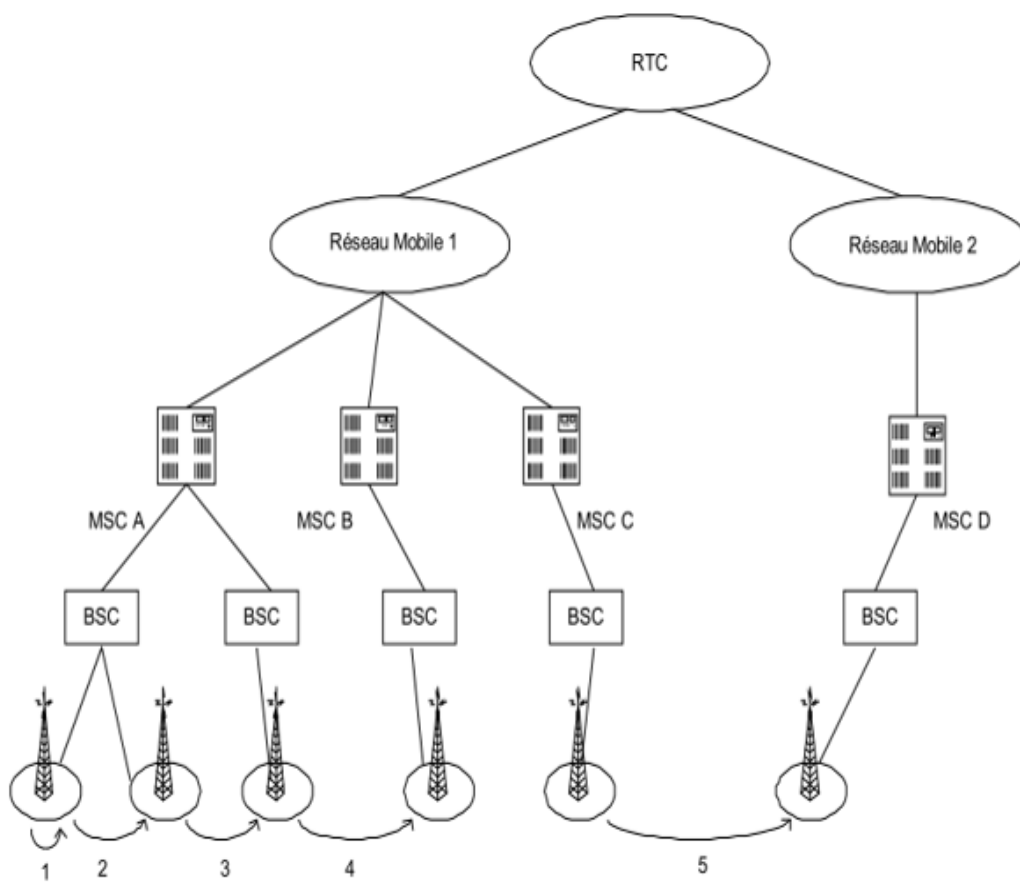 RTC
Réseau Mobile 1
Réseau Mobile 2
MSC A
MSC B
MSC C
MSC D
BSC
BSC
BSC
BSC
BSC
1
2
3
4
5